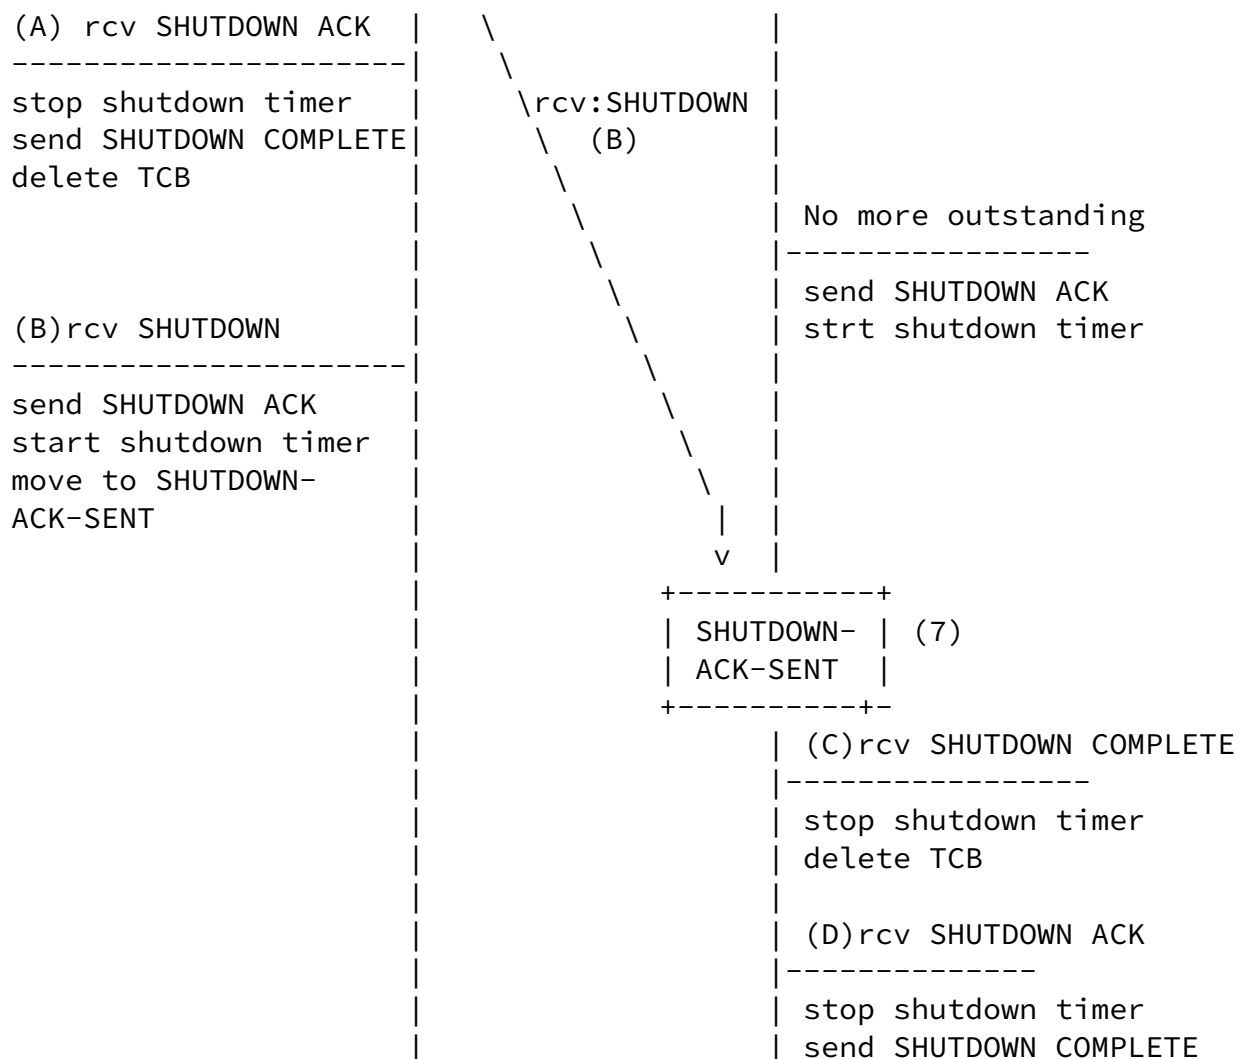 (A) rcv SHUTDOWN ACK  |   \               |
----------------------|    \              |
stop shutdown timer   |     \rcv:SHUTDOWN |
send SHUTDOWN COMPLETE|      \  (B)       |
delete TCB            |       \           |
                      |        \          | No more outstanding
                      |         \         |-----------------
                      |          \        | send SHUTDOWN ACK
(B)rcv SHUTDOWN       |           \       | strt shutdown timer
----------------------|            \      |
send SHUTDOWN ACK     |             \     |
start shutdown timer  |              \    |
move to SHUTDOWN-     |               \   |
ACK-SENT              |                |  |
                      |                v  |
                      |             +-----------+
                      |             | SHUTDOWN- | (7)
                      |             | ACK-SENT  |
                      |             +----------+-
                      |                   | (C)rcv SHUTDOWN COMPLETE
                      |                   |-----------------
                      |                   | stop shutdown timer
                      |                   | delete TCB
                      |                   |
                      |                   | (D)rcv SHUTDOWN ACK
                      |                   |--------------
                      |                   | stop shutdown timer
                      |                   | send SHUTDOWN COMPLETE